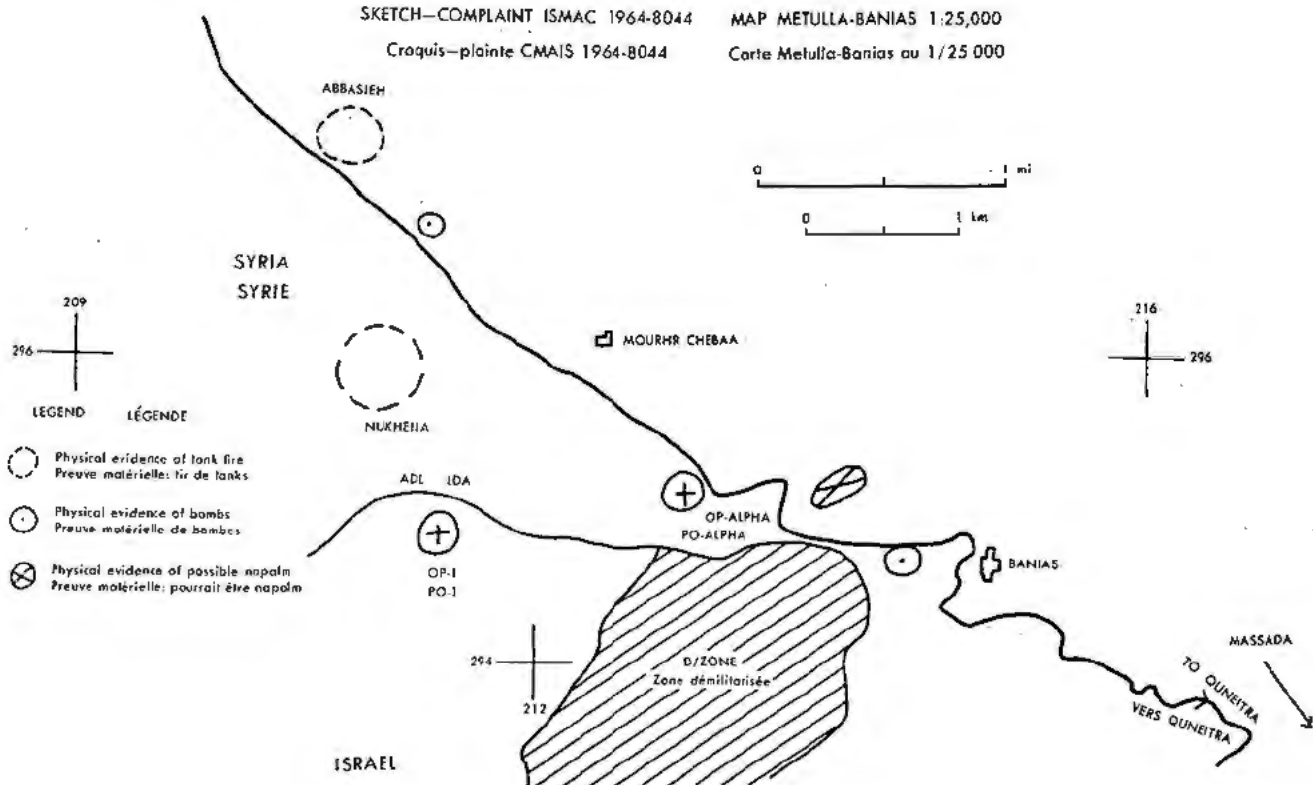 SKETCH—COMPLAINT ISMAC 1964-8044 MAP METULLA-BANIAS 1:25,000
Croquis—plainte CMAIS 1964-8044 Carte Metulla-Banias au 1/25 000
ABBASIEH
0 mi
0 1 km
SYRIA
SYRIE
209
296
MOURHR CHEBAA
216
296
LEGEND LÉGENDE
NUKHEILA
Physical evidence of tank fire
Preuve matérielle: tir de tanks
Physical evidence of bombs
Preuve matérielle de bombes
Physical evidence of possible napalm
Preuve matérielle: pourrait être napalm
ADL LDA
OP-ALPHA
PO-ALPHA
OP-1
PO-1
BANIAS
294
212
D/ZONE
Zone démilitarisée
MASSADA
TO QUNEITRA
VERS QUNEITRA
ISRAEL